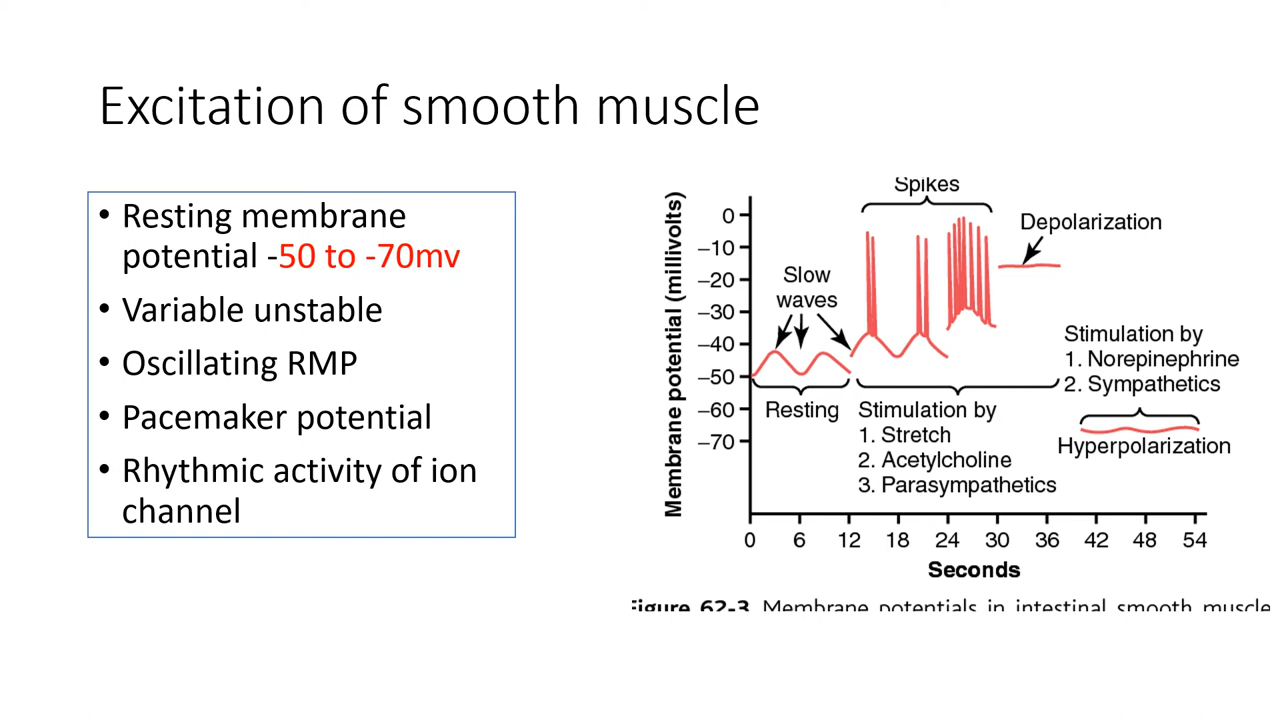 Excitation of smooth muscle
• Resting membrane
potential -50 to -70mv
• Variable unstable
• Oscillating RMP
• Pacemaker potential
• Rhythmic activity of ion
channel
Spikes
Depolarization
Slow
waves
Stimulation by
1. Norepinephrine
2. Sympathetics
Hyperpolarization
Resting
Stimulation by
1. Stretch
2. Acetylcholine
3. Parasympathetics
Membrane potential (millivolts)
0
–10
–20
–30
–40
–50
–60
–70
0 6 12 18 24 30 36 42 48 54
Seconds
Figure 62-3 Membrane potentials in intestinal smooth muscle